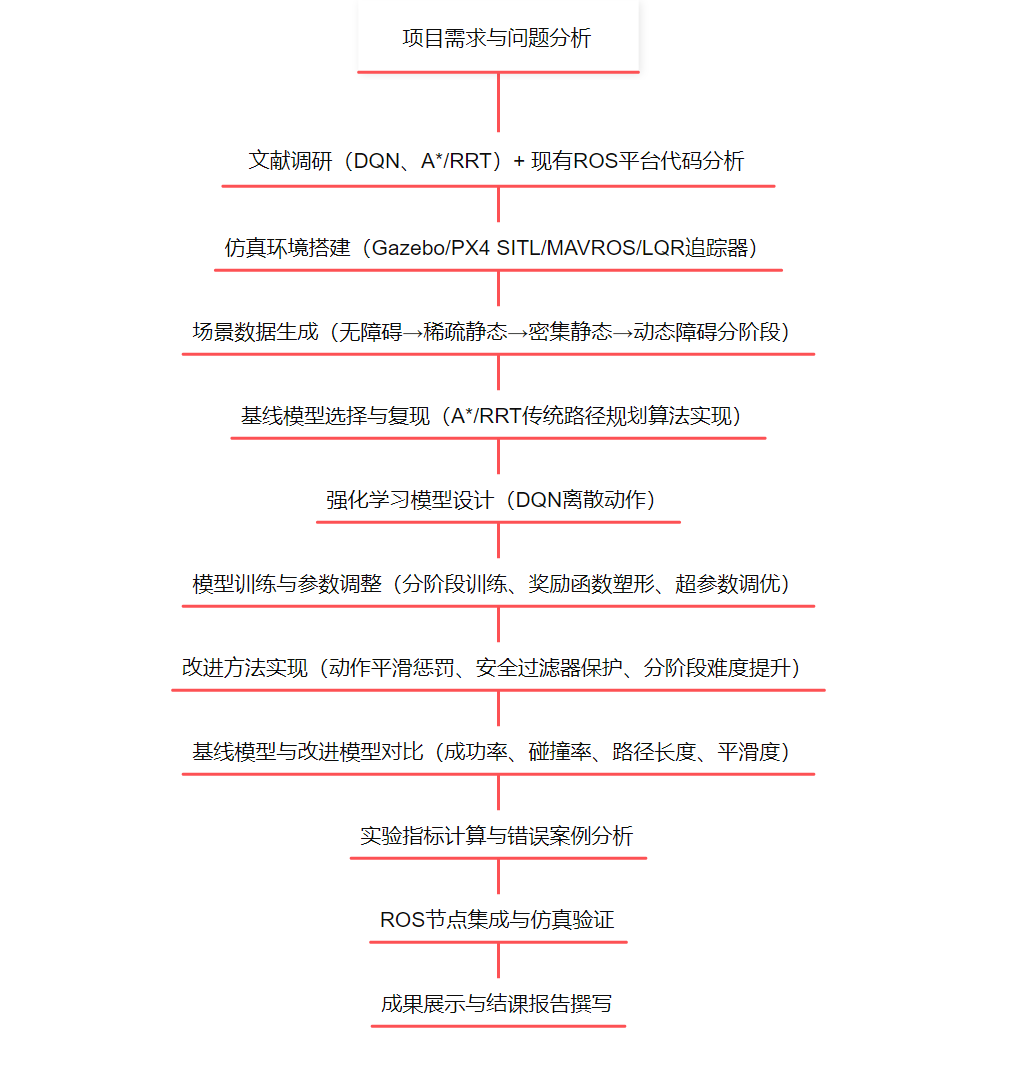 项目需求与问题分析
文献调研（DQN、A*/RRT）+ 现有ROS平台代码分析
仿真环境搭建（Gazebo/PX4 SITL/MAVROS/LQR追踪器）
场景数据生成（无障碍→稀疏静态→密集静态→动态障碍分阶段）
基线模型选择与复现（A*/RRT传统路径规划算法实现）
强化学习模型设计（DQN离散动作）
模型训练与参数调整（分阶段训练、奖励函数塑形、超参数调优）
改进方法实现（动作平滑惩罚、安全过滤器保护、分阶段难度提升）
基线模型与改进模型对比（成功率、碰撞率、路径长度、平滑度）
实验指标计算与错误案例分析
ROS节点集成与仿真验证
成果展示与结课报告撰写